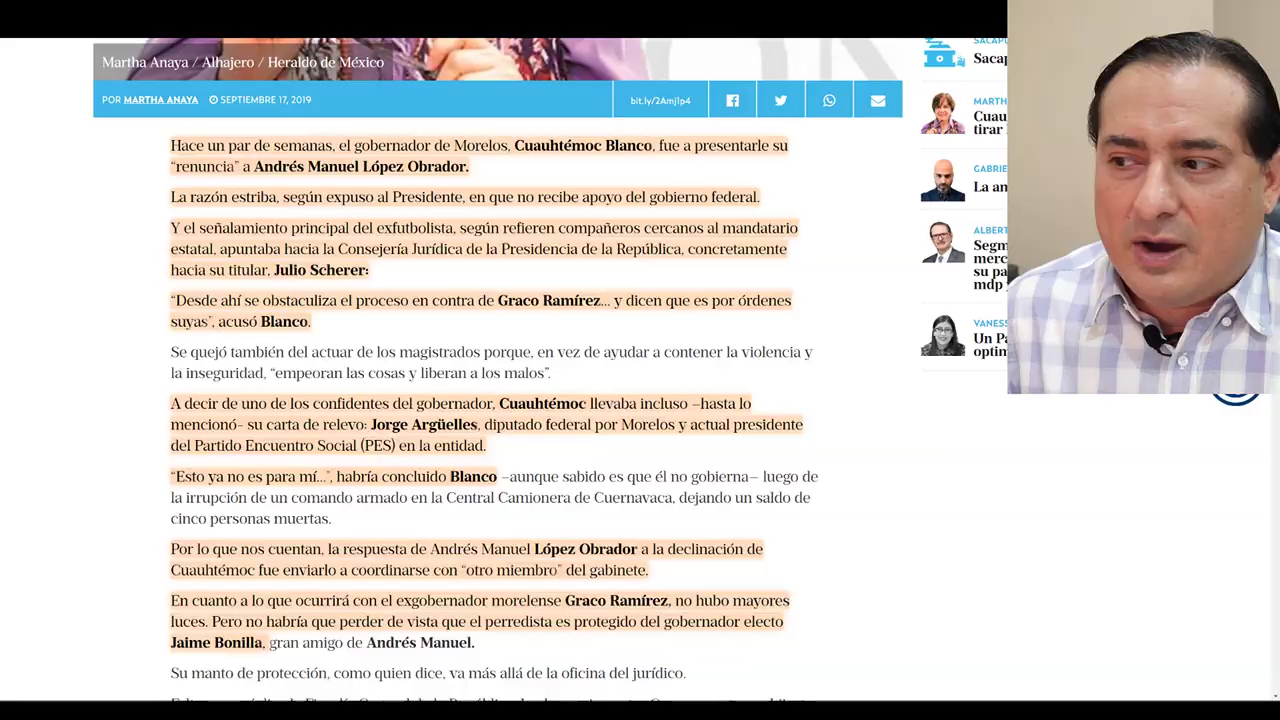 Martha Anaya / Alhajero / Heraldo de México
POR MARTHA ANAYA SEPTIEMBRE 17, 2019
bit.ly/2Amj1p4
Hace un par de semanas, el gobernador de Morelos, Cuauhtémoc Blanco, fue a presentarle su
“renuncia” a Andrés Manuel López Obrador.
La razón estriba, según expuso al Presidente, en que no recibe apoyo del gobierno federal.
Y el señalamiento principal del exfutbolista, según refieren compañeros cercanos al mandatario
estatal, apuntaba hacia la Consejería Jurídica de la Presidencia de la República, concretamente
hacia su titular, Julio Scherer:
“Desde ahí se obstaculiza el proceso en contra de Graco Ramírez... y dicen que es por órdenes
suyas”, acusó Blanco.
Se quejó también del actuar de los magistrados porque, en vez de ayudar a contener la violencia y
la inseguridad, “empeoran las cosas y liberan a los malos”.
A decir de uno de los confidentes del gobernador, Cuauhtémoc llevaba incluso –hasta lo
mencionó– su carta de relevo: Jorge Argüelles, diputado federal por Morelos y actual presidente
del Partido Encuentro Social (PES) en la entidad.
“Esto ya no es para mí...”, habría concluido Blanco –aunque sabido es que él no gobierna– luego de
la irrupción de un comando armado en la Central Camionera de Cuernavaca, dejando un saldo de
cinco personas muertas.
Por lo que nos cuentan, la respuesta de Andrés Manuel López Obrador a la declinación de
Cuauhtémoc fue enviarlo a coordinarse con “otro miembro” del gabinete.
En cuanto a lo que ocurrirá con el exgobernador morelense Graco Ramírez, no hubo mayores
luces. Pero no habría que perder de vista que el perredista es protegido del gobernador electo
Jaime Bonilla, gran amigo de Andrés Manuel.
Su manto de protección, como quien dice, va más allá de la oficina del jurídico.
SACAPU
Sacap
MARTH
Cuau
tirar
GABRIE
La an
ALBERT
Segm
merc
su pa
mdp
VANESS
Un Pa
optim